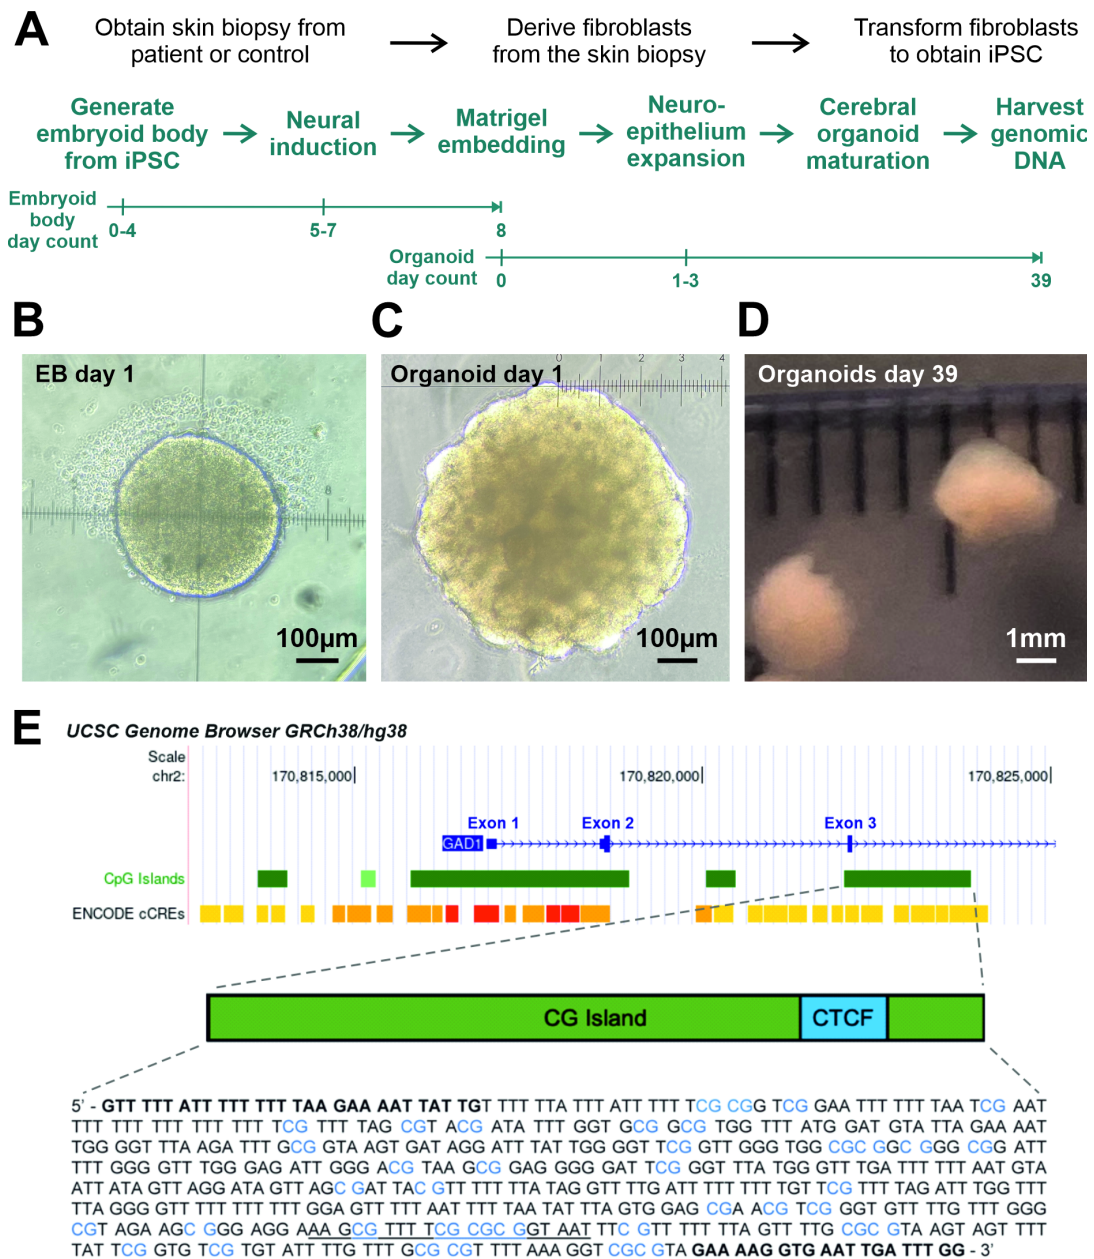 A
Obtain skin biopsy from
patient or control
Derive fibroblasts
from the skin biopsy
Transform fibroblasts
to obtain iPSC
Generate
embryoid body
from iPSC
Neural
induction
Matrigel
embedding
Neuro-
epithelium
expansion
Cerebral
organoid
maturation
Harvest
genomic
DNA
Embryoid
body
day count
0-4
5-7
8
Organoid
day count
0
1-3
39
B
EB day 1
8
100μm
C
Organoid day 1
0 1 2 3 4
100μm
D
Organoids day 39
1mm
E
UCSC Genome Browser GRCh38/hg38
Scale
chr2:
170,815,000
170,820,000
170,825,000
Exon 1
Exon 2
Exon 3
GAD1
CpG Islands
ENCODE cCREs
CG Island
CTCF
5' - GTT TTT ATT TTT TTT TAA GAA AAT TAT TGT TTT TTA TTT ATT TTT TCG CGG TCG GAA TTT TTT TAA TCG AAT
TTT TTT TTT TTT TTT TCG TTT TAG CGT ACG ATA TTT GGT GCG GCG TGG TTT ATG GAT GTA TTA GAA AAT
TGG GGT TTA AGA TTT GCG GTA AGT GAT AGG ATT TAT TGG GGT TCG GTT GGG TGG CGC GGC GGG CGG ATT
TTT GGG GTT TGG GAG ATT GGG ACG TAA GCG GAG GGG GAT TCG GGT TTA TGG GTT TGA TTT TTT AAT GTA
ATT ATA GTT AGG ATA GTT AGC GAT TAC GTT TTT TTA TAG GTT TTG ATT TTT TTT TGT TCG TTT TAG ATT TGG TTT
TTA GGG GTT TTT TTT TTT GGA GTT TTT AAT TTT TAA TAT TTA GTG GAG CGA ACG TCG GGT GTT TTG TTT GGG
CGT AGA AGC GGG AGG AAA GCG TTT TCG CGC GGT AAT TTC GTT TTT TTA GTT TTG CGC GTA AGT AGT TTT
TAT TCG GTG TCG TGT ATT TTG TTT GCG CGT TTT AAA GGT CGC GTA GAA AAG GTG AAT TGA TTT GG - 3'